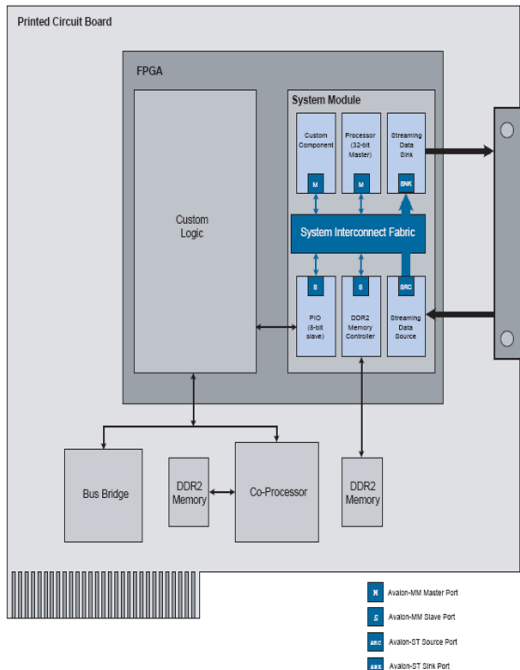 Printed Circuit Board
FPGA
System Module
Custom
Component
Processor
(32-bit
Master)
Streaming
Data
Sink
M
M
SNK
Custom
Logic
System Interconnect Fabric
S
S
SRC
PIO
(8-bit
slave)
DDR2
Memory
Controller
Streaming
Data
Source
Bus Bridge
DDR2
Memory
Co-Processor
DDR2
Memory
M Avalon-MM Master Port
S Avalon-MM Slave Port
SRC Avalon-ST Source Port
SNK Avalon-ST Sink Port